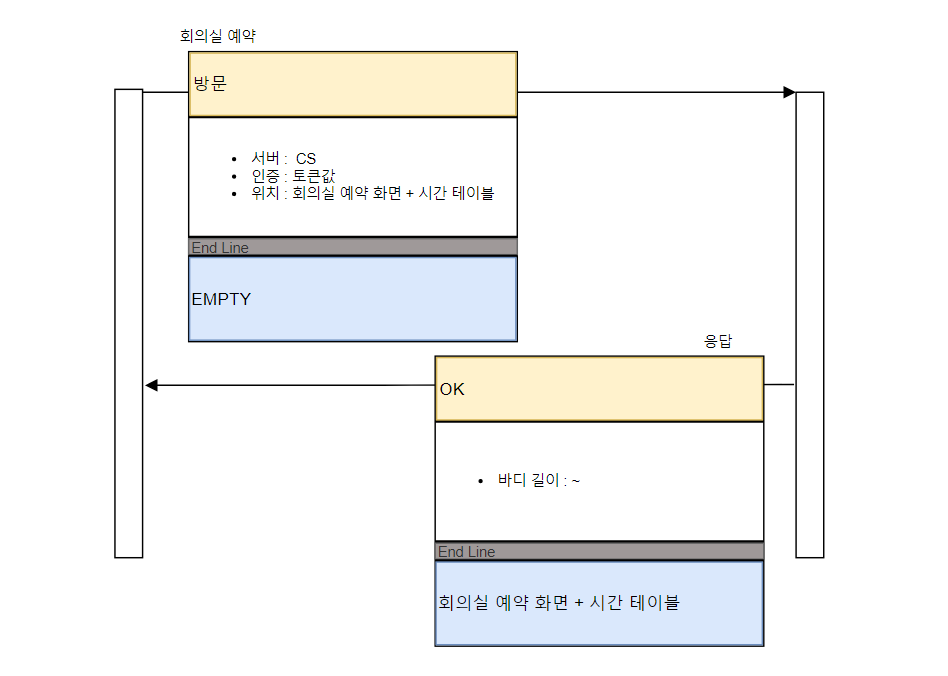 회의실 예약
방문
• 서버 : CS
• 인증 : 토큰값
• 위치 : 회의실 예약 화면 + 시간 테이블
End Line
EMPTY
응답
OK
• 바디 길이 : ~
End Line
회의실 예약 화면 + 시간 테이블